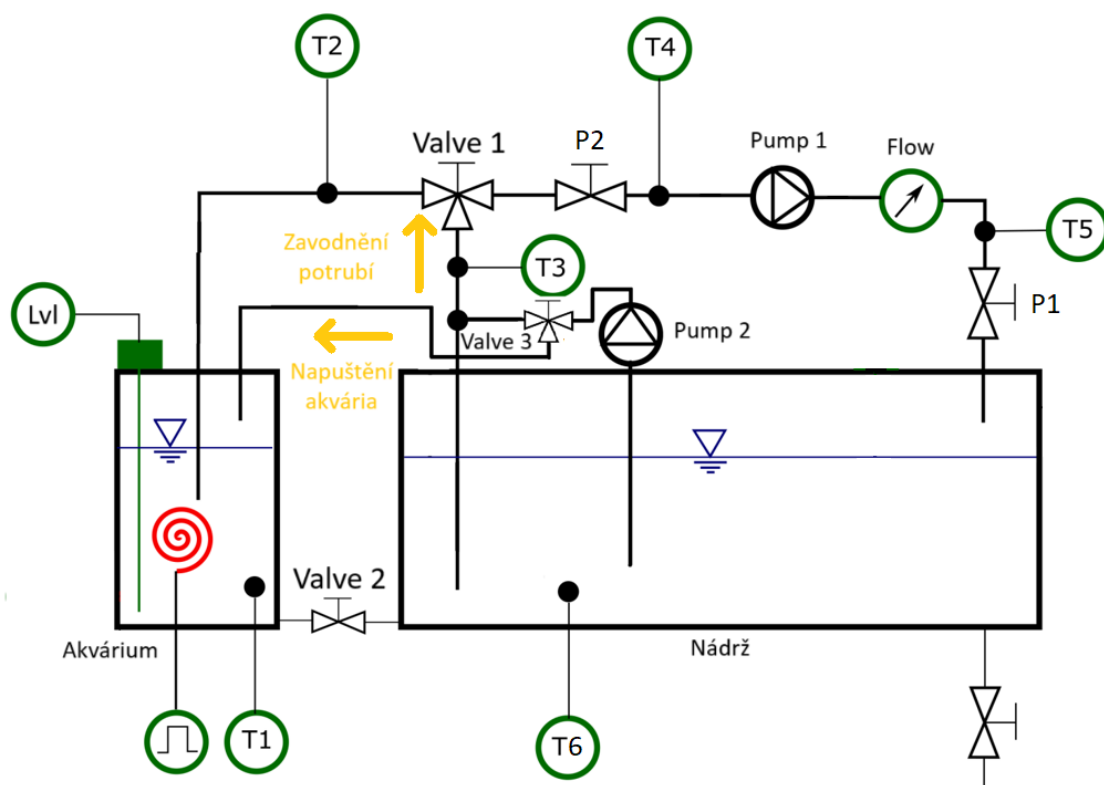 T2
T4
Valve 1
P2
Pump 1
Flow
Zavodnění
potrubí
T3
T5
Lvl
Valve 3
Pump 2
P1
Napuštění
akvária
Valve 2
Akvárium
Nádrž
T1
T6